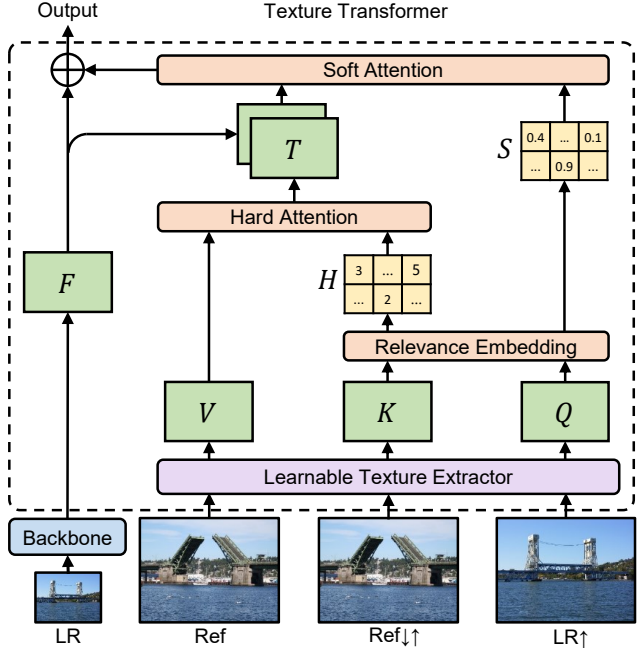 Output
Texture Transformer
Soft Attention
T
S
0.4 ... 0.1
... 0.9 ...
Hard Attention
F
H
3 ... 5
... 2 ...
Relevance Embedding
V
K
Q
Learnable Texture Extractor
Backbone
LR
Ref
Ref↓↑
LR↑